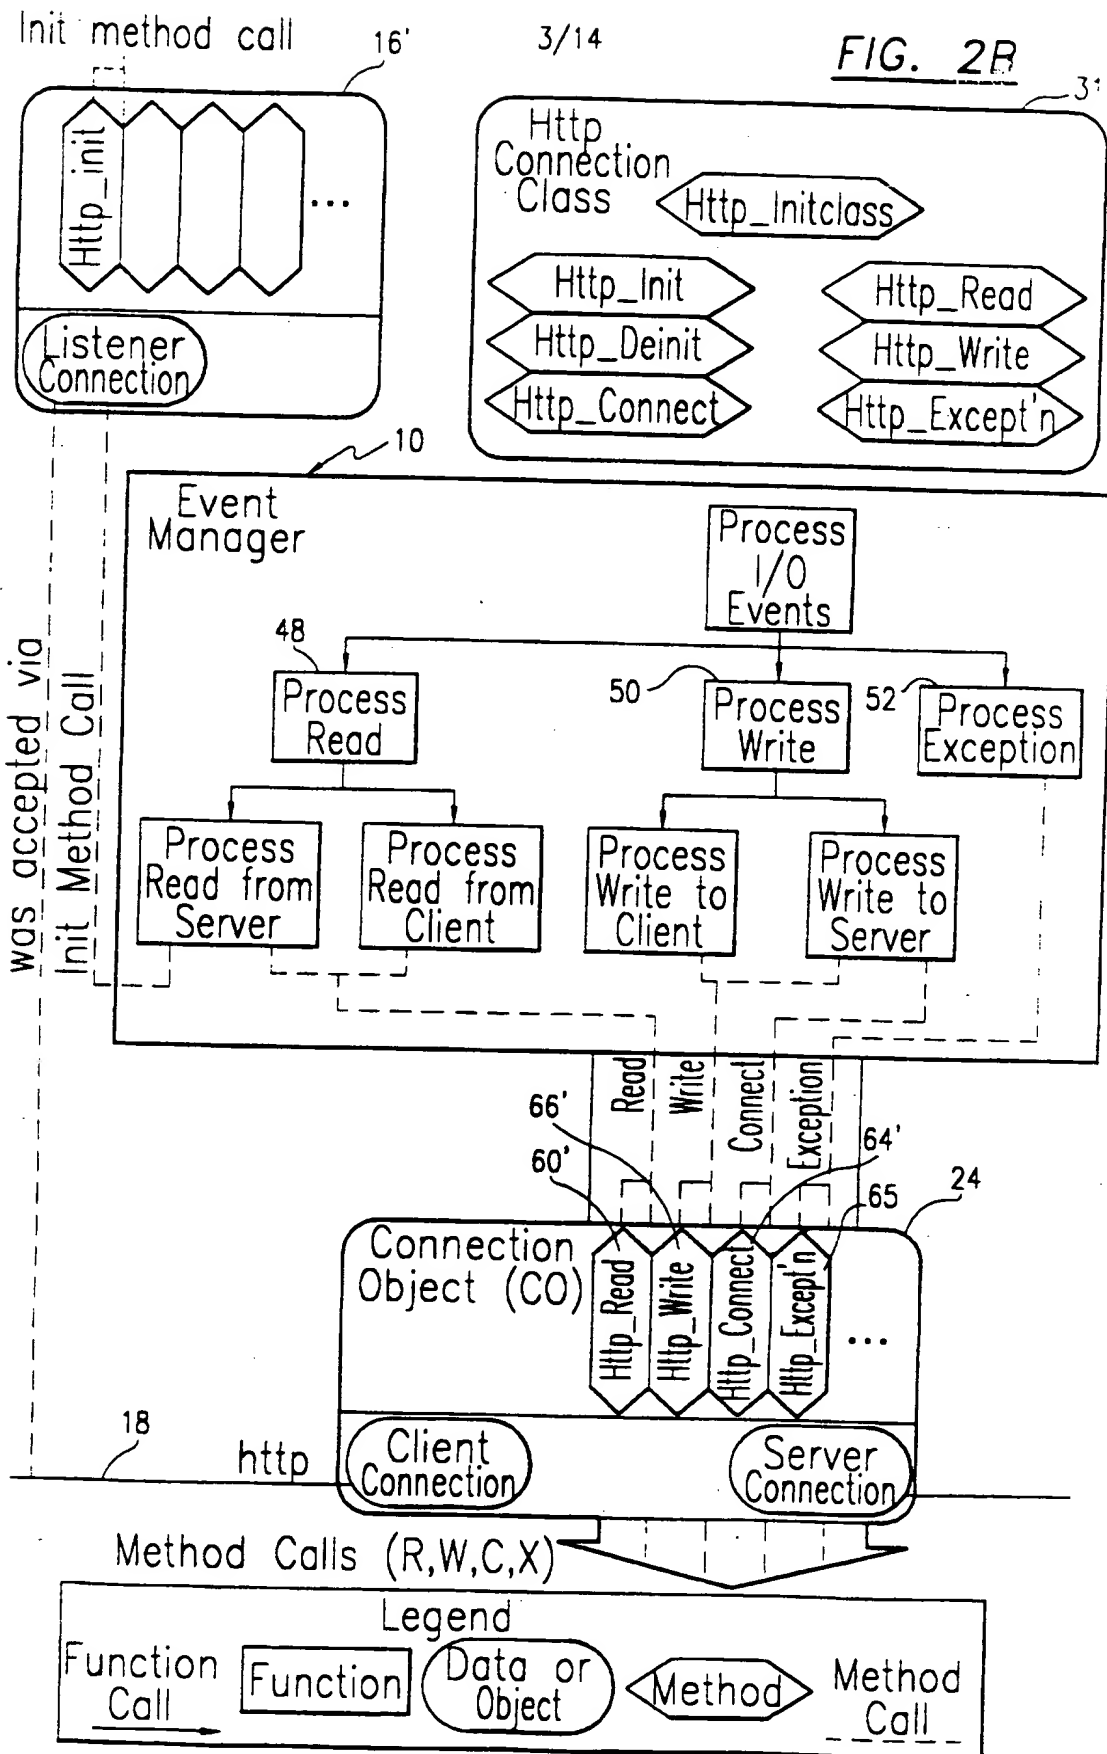 Init method call
16'
3/14
FIG. 2B
Http_init
...
Listener
Connection
Http
Connection
Class
Http_Initclass
Http_Init
Http_Deinit
Http_Connect
Http_Read
Http_Write
Http_Except'n
10
Event
Manager
Process
I/O
Events
48
Process
Read
50
Process
Write
52
Process
Exception
Process
Read from
Server
Process
Read from
Client
Process
Write to
Client
Process
Write to
Server
was accepted via
Init Method Call
Read
Write
Connect
Exception
66'
60'
64'
65
24
Connection
Object (CO)
Http_Read
Http_Write
Http_Connect
Http_Except'n
...
18
http
Client
Connection
Server
Connection
Method Calls (R,W,C,X)
Legend
Function
Call
Function
Data or
Object
Method
Method
Call